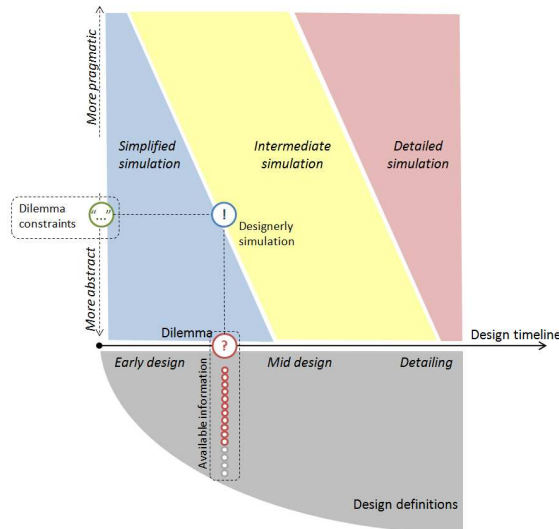 More pragmatic
Simplified
simulation
Intermediate
simulation
Detailed
simulation
Dilemma
constraints
“...”
!
Designerly
simulation
More abstract
Dilemma
?
Design timeline
Early design
Mid design
Detailing
Available information
Design definitions